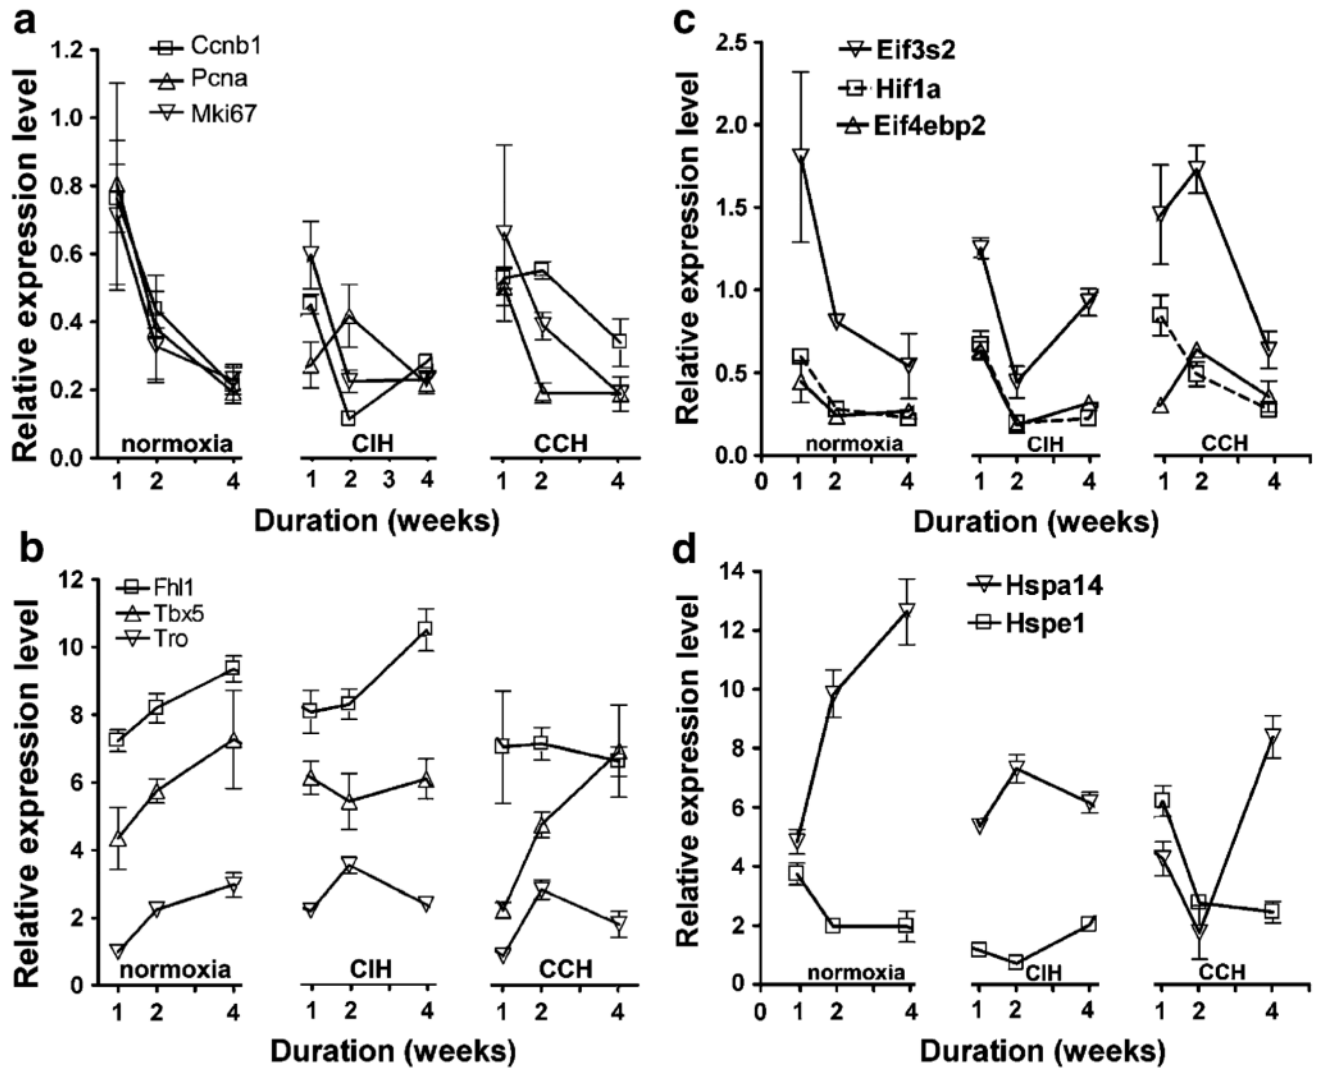 a
Ccnb1
Pcna
Mki67
1.2
1.0
0.8
0.6
0.4
0.2
0.0
Relative expression level
normoxia
CIH
CCH
1 2 4
1 2 3 4
1 2 4
Duration (weeks)
b
Fhl1
Tbx5
Tro
12
10
8
6
4
2
0
Relative expression level
normoxia
CIH
CCH
1 2 4
1 2 4
1 2 4
Duration (weeks)
c
Eif3s2
Hif1a
Eif4ebp2
2.5
2.0
1.5
1.0
0.5
0.0
Relative expression level
normoxia
CIH
CCH
0 1 2 4
1 2 4
1 2 4
Duration (weeks)
d
Hspa14
Hspe1
14
12
10
8
6
4
2
0
Relative expression level
normoxia
CIH
CCH
0 1 2 4
1 2 4
1 2 4
Duration (weeks)